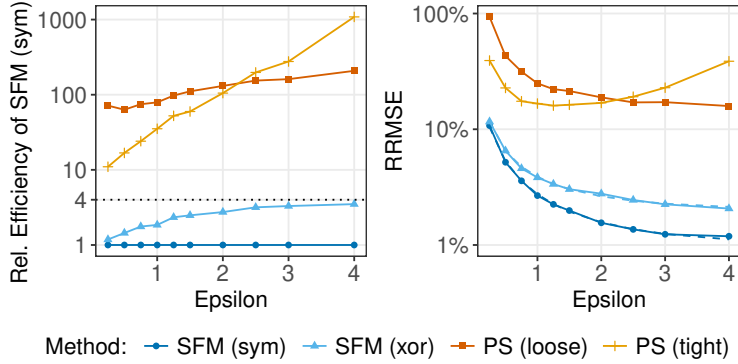 Rel. Efficiency of SFM (sym)
1000
100
10
4
1
1 2 3 4
Epsilon
RRMSE
100%
10%
1%
1 2 3 4
Epsilon
Method: SFM (sym) SFM (xor) PS (loose) PS (tight)